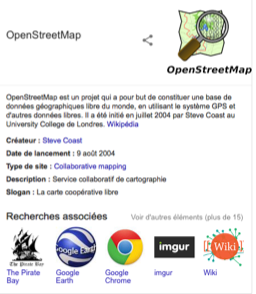 OpenStreetMap
OpenStreetMap
OpenStreetMap est un projet qui a pour but de constituer une base de
données géographiques libre du monde, en utilisant le système GPS et
d'autres données libres. Il a été initié en juillet 2004 par Steve Coast au
University College de Londres. Wikipédia
Créateur : Steve Coast
Date de lancement : 9 août 2004
Type de site : Collaborative mapping
Description : Service collaboratif de cartographie
Slogan : La carte coopérative libre
Recherches associées
Voir d'autres éléments (plus de 15)
The Pirate Bay
Google Earth
imgur
Wiki
The Pirate Bay
Google Earth
Google Chrome
imgur
Wiki